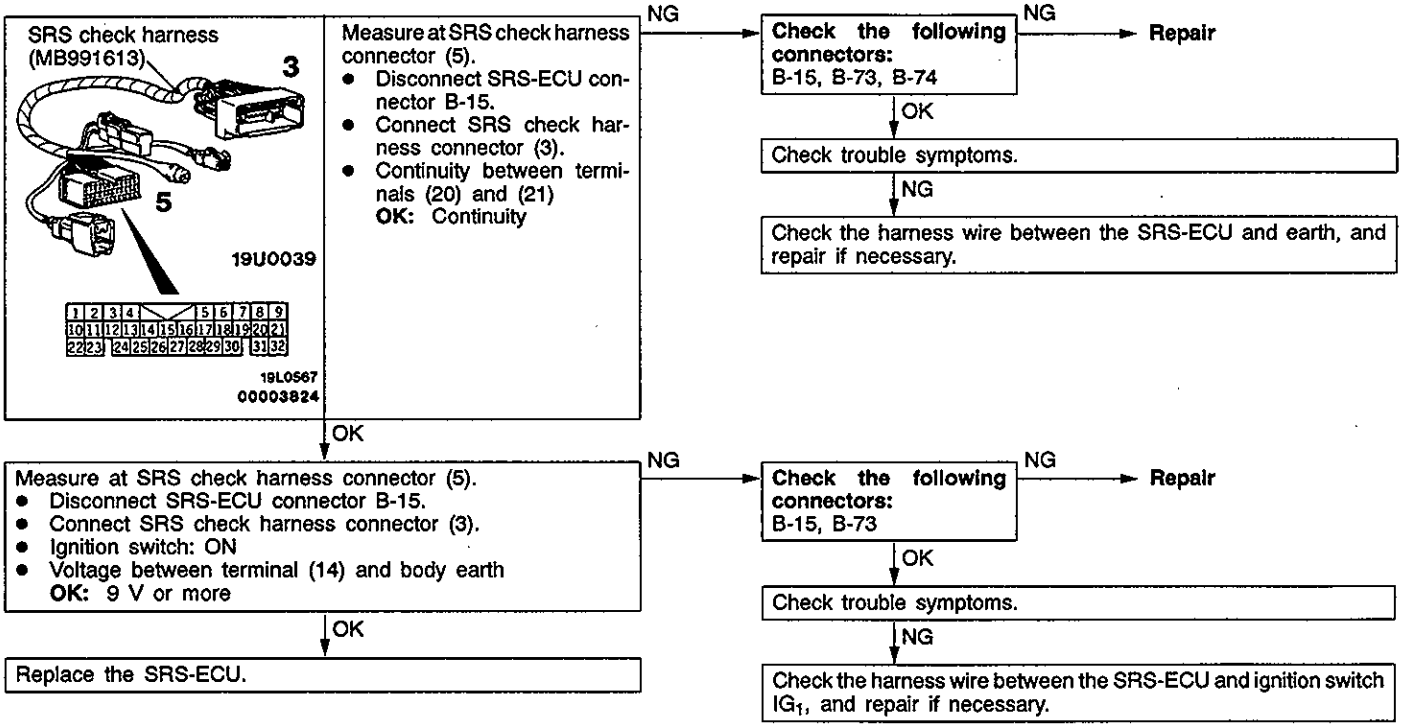 SRS check harness
(MB991613)
3
5
19U0039
1 2 3 4 5 6 7 8 9
10 11 12 13 14 15 16 17 18 19 20 21
22 23 24 25 26 27 28 29 30 31 32
19L0567
00003824
Measure at SRS check harness
connector (5).
● Disconnect SRS-ECU con-
nector B-15.
● Connect SRS check har-
ness connector (3).
● Continuity between termi-
nals (20) and (21)
OK: Continuity
NG
Check the following
connectors:
B-15, B-73, B-74
NG
Repair
OK
Check trouble symptoms.
NG
Check the harness wire between the SRS-ECU and earth, and
repair if necessary.
OK
Measure at SRS check harness connector (5).
● Disconnect SRS-ECU connector B-15.
● Connect SRS check harness connector (3).
● Ignition switch: ON
● Voltage between terminal (14) and body earth
OK: 9 V or more
NG
Check the following
connectors:
B-15, B-73
NG
Repair
OK
Check trouble symptoms.
NG
Check the harness wire between the SRS-ECU and ignition switch
IG1, and repair if necessary.
OK
Replace the SRS-ECU.